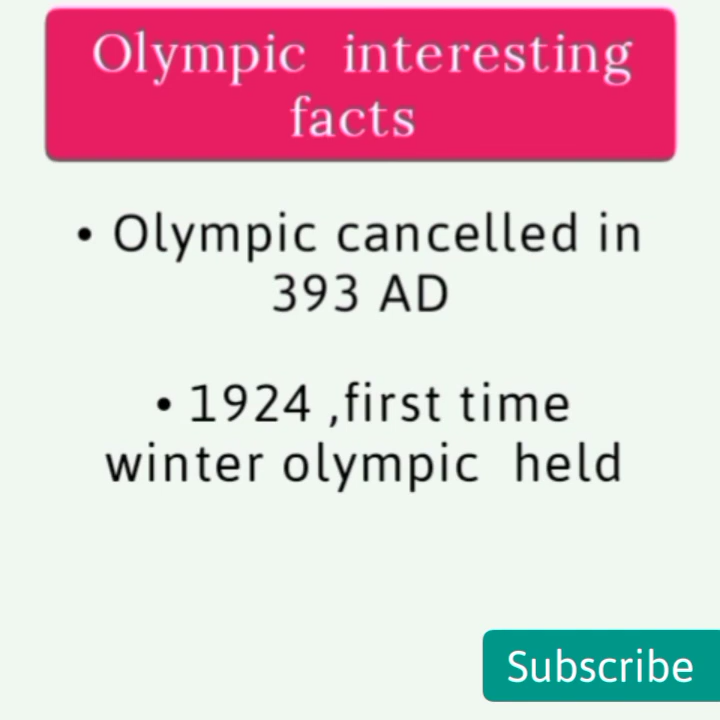 Olympic interesting
facts
• Olympic cancelled in
393 AD
• 1924 ,first time
winter olympic held
Subscribe